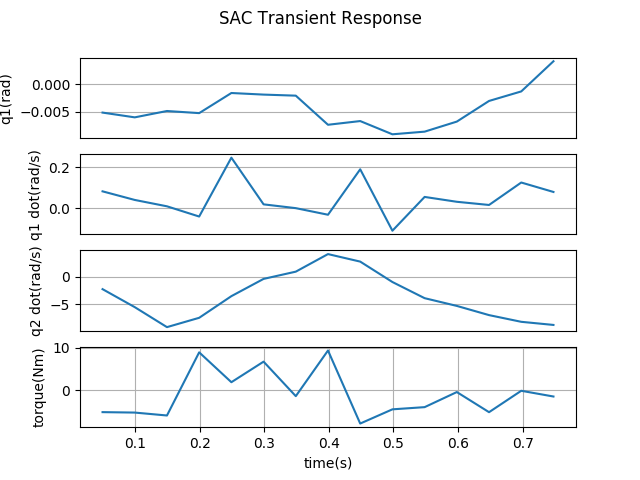 SAC Transient Response
q1(rad)
0.000
−0.005
q1 dot(rad/s)
0.2
0.0
q2 dot(rad/s)
0
−5
torque(Nm)
10
0
0.1 0.2 0.3 0.4 0.5 0.6 0.7
time(s)